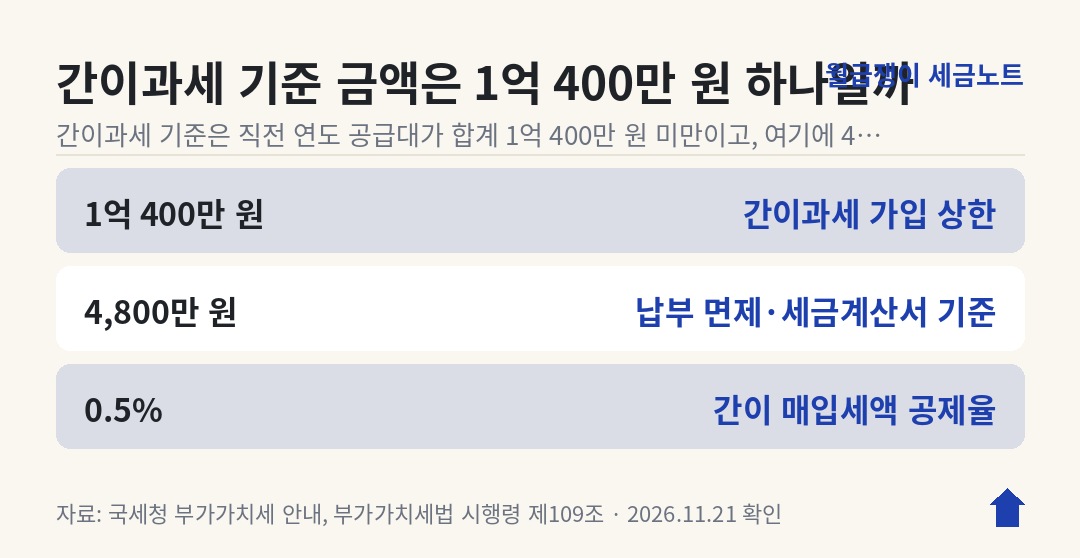 간이과세 기준 금액은 1억 400만 원 하나일까
월급쟁이 세금노트
간이과세 기준은 직전 연도 공급대가 합계 1억 400만 원 미만이고, 여기에 4…
1억 400만 원 간이과세 가입 상한
4,800만 원 납부 면제·세금계산서 기준
0.5% 간이 매입세액 공제율
자료: 국세청 부가가치세 안내, 부가가치세법 시행령 제109조 · 2026.11.21 확인